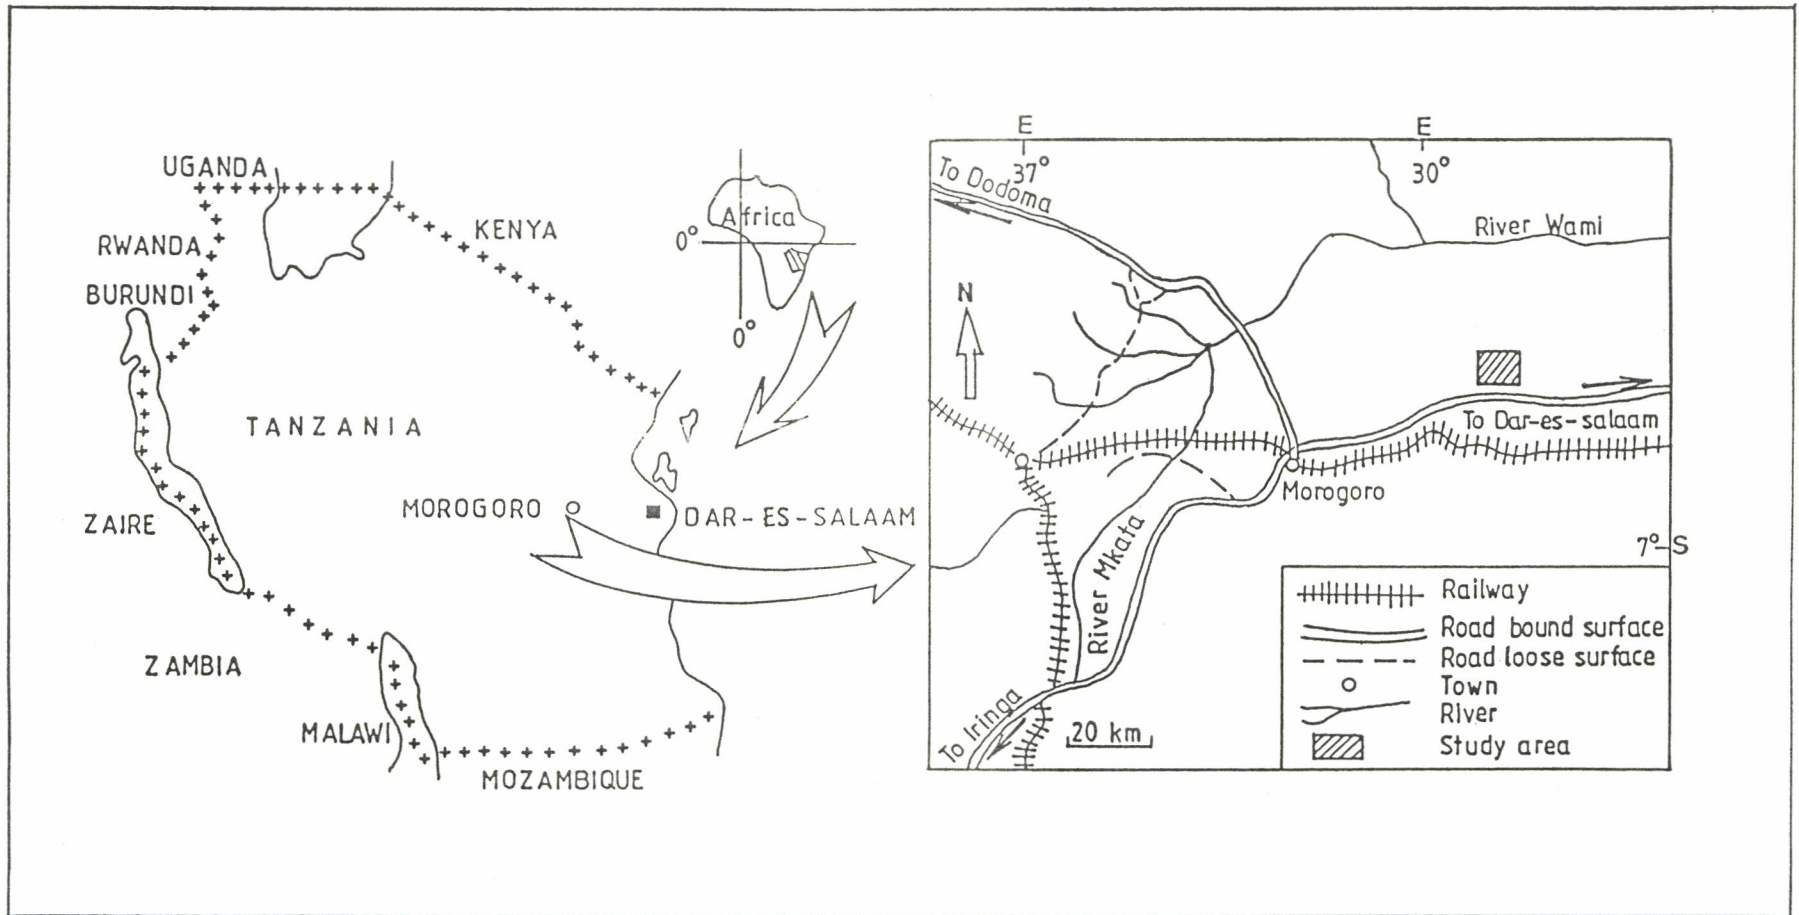 UGANDA
RWANDA
BURUNDI
KENYA
TANZANIA
ZAIRE
ZAMBIA
MALAWI
MOZAMBIQUE
MOROGORO
DAR-ES-SALAAM
Africa
0°
0°
E
E
37°
30°
To Dodoma
River Wami
N
To Dar-es-salaam
Morogoro
River Mkata
7° S
To Iringa
20 km
Railway
Road bound surface
Road loose surface
Town
River
Study area